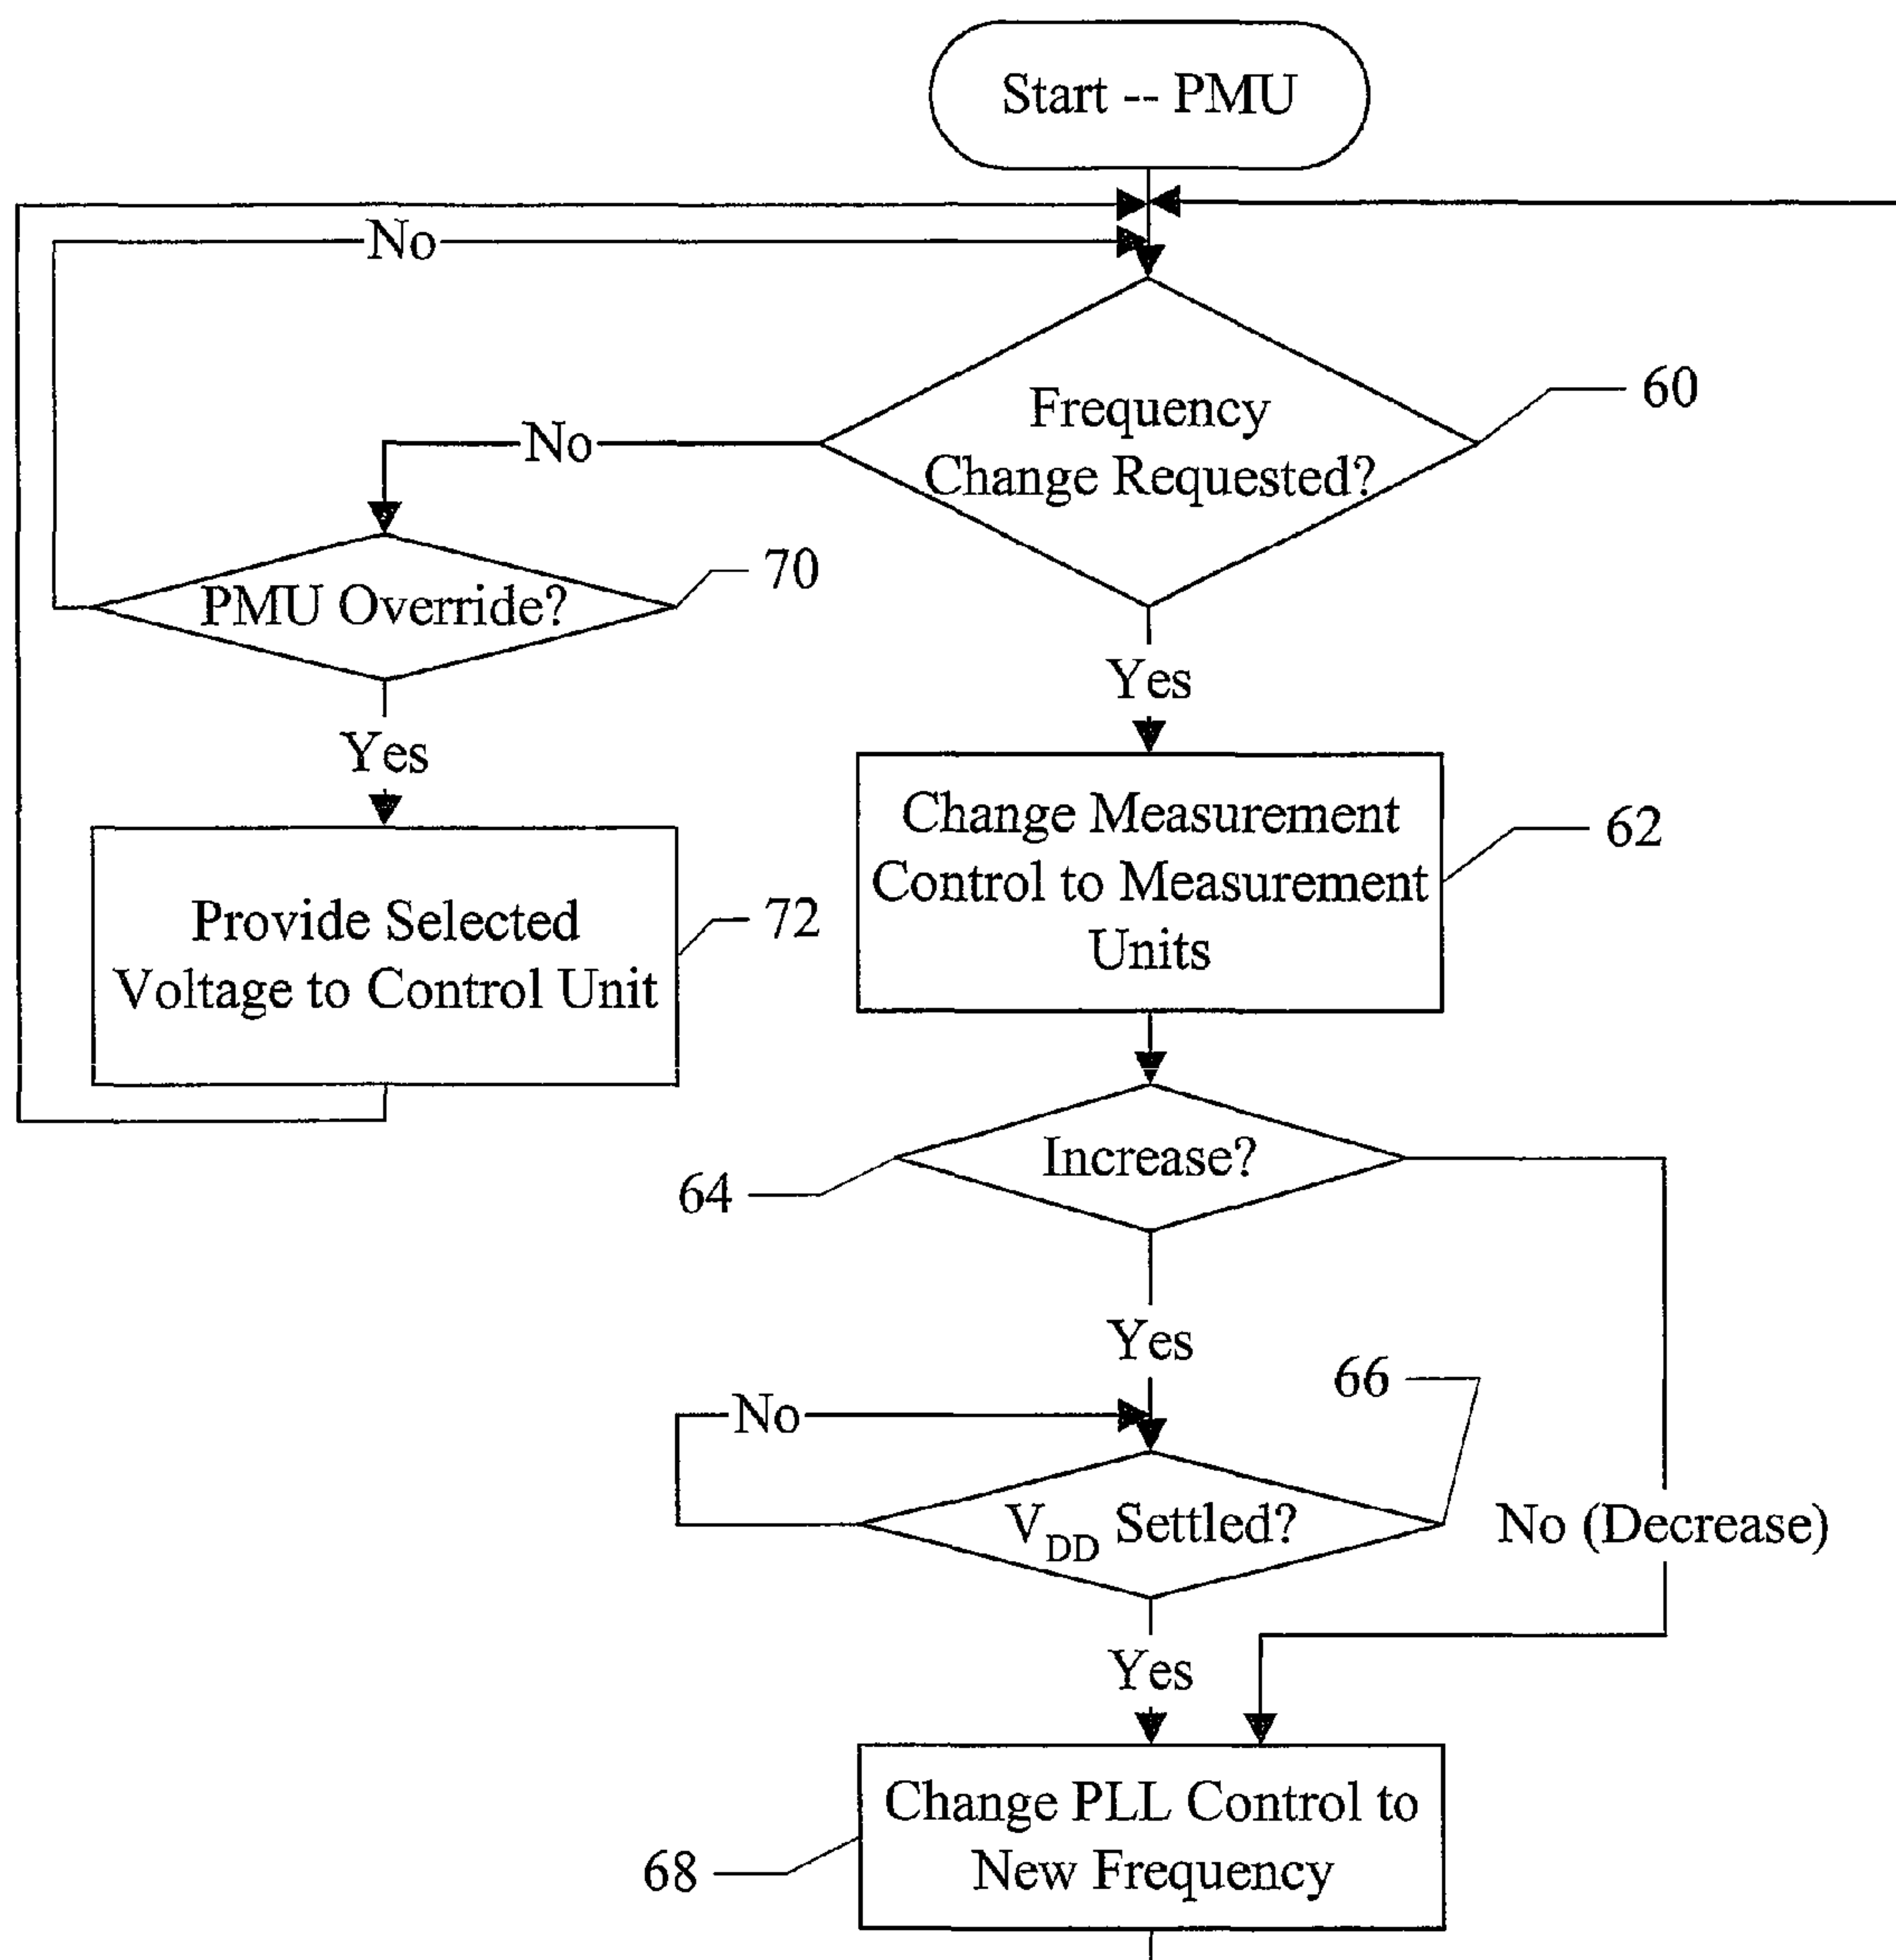 Start -- PMU
No
Frequency
Change Requested?
60
No
PMU Override?
70
Yes
Yes
Provide Selected
Voltage to Control Unit
72
Change Measurement
Control to Measurement
Units
62
Increase?
64
Yes
66
No
VDD Settled?
No (Decrease)
Yes
Change PLL Control to
New Frequency
68